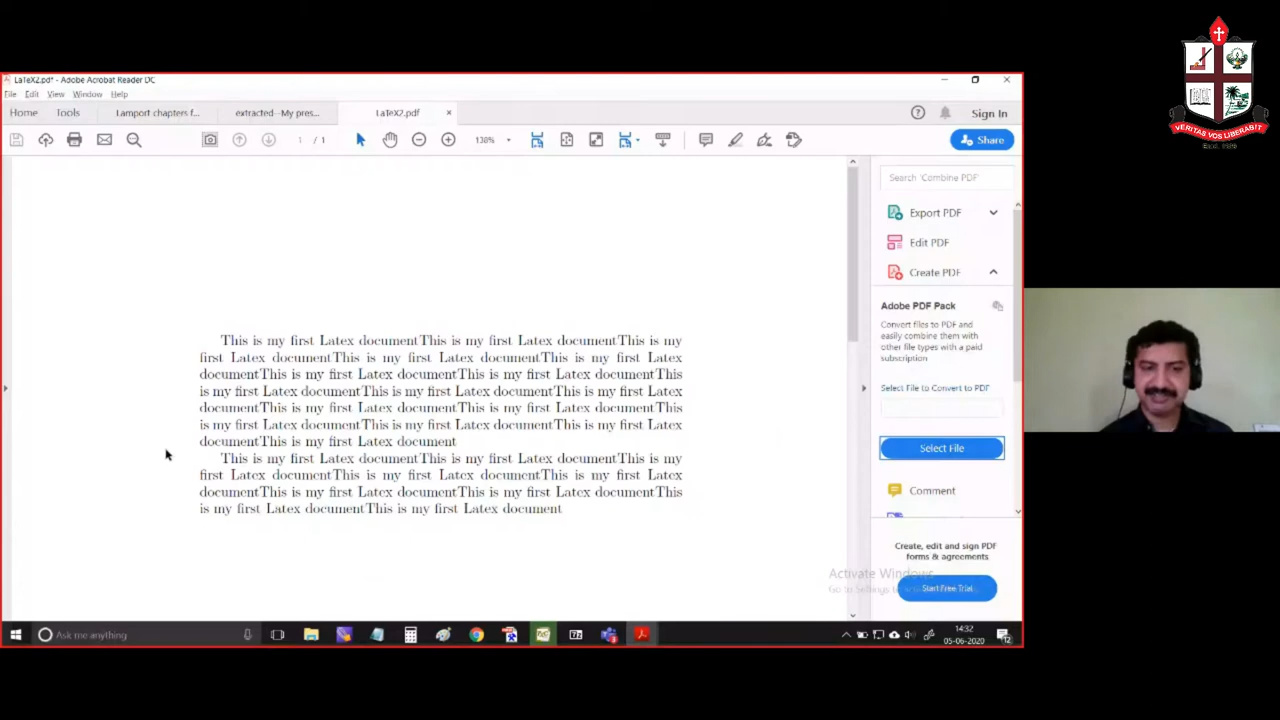 LaTeX2.pdf* - Adobe Acrobat Reader DC
File Edit View Window Help
Home Tools Lamport chapters f... extracted--My pres... LaTeX2.pdf × Sign In
1 / 1 130% Share
This is my first Latex documentThis is my first Latex documentThis is my
first Latex documentThis is my first Latex documentThis is my first Latex
documentThis is my first Latex documentThis is my first Latex documentThis
is my first Latex documentThis is my first Latex documentThis is my first Latex
documentThis is my first Latex documentThis is my first Latex documentThis
is my first Latex documentThis is my first Latex documentThis is my first Latex
documentThis is my first Latex document
This is my first Latex documentThis is my first Latex documentThis is my
first Latex documentThis is my first Latex documentThis is my first Latex
documentThis is my first Latex documentThis is my first Latex documentThis
is my first Latex documentThis is my first Latex document
Search 'Combine PDF'
Export PDF
Edit PDF
Create PDF
Adobe PDF Pack
Convert files to PDF and
easily combine them with
other file types with a paid
subscription
Select File to Convert to PDF
Select File
Comment
Create, edit and sign PDF
forms & agreements
Start Free Trial
Activate Windows
Go to Settings to
Ask me anything
14:32
05-06-2020
12
VERITAS VOS LIBERABIT
Estd.